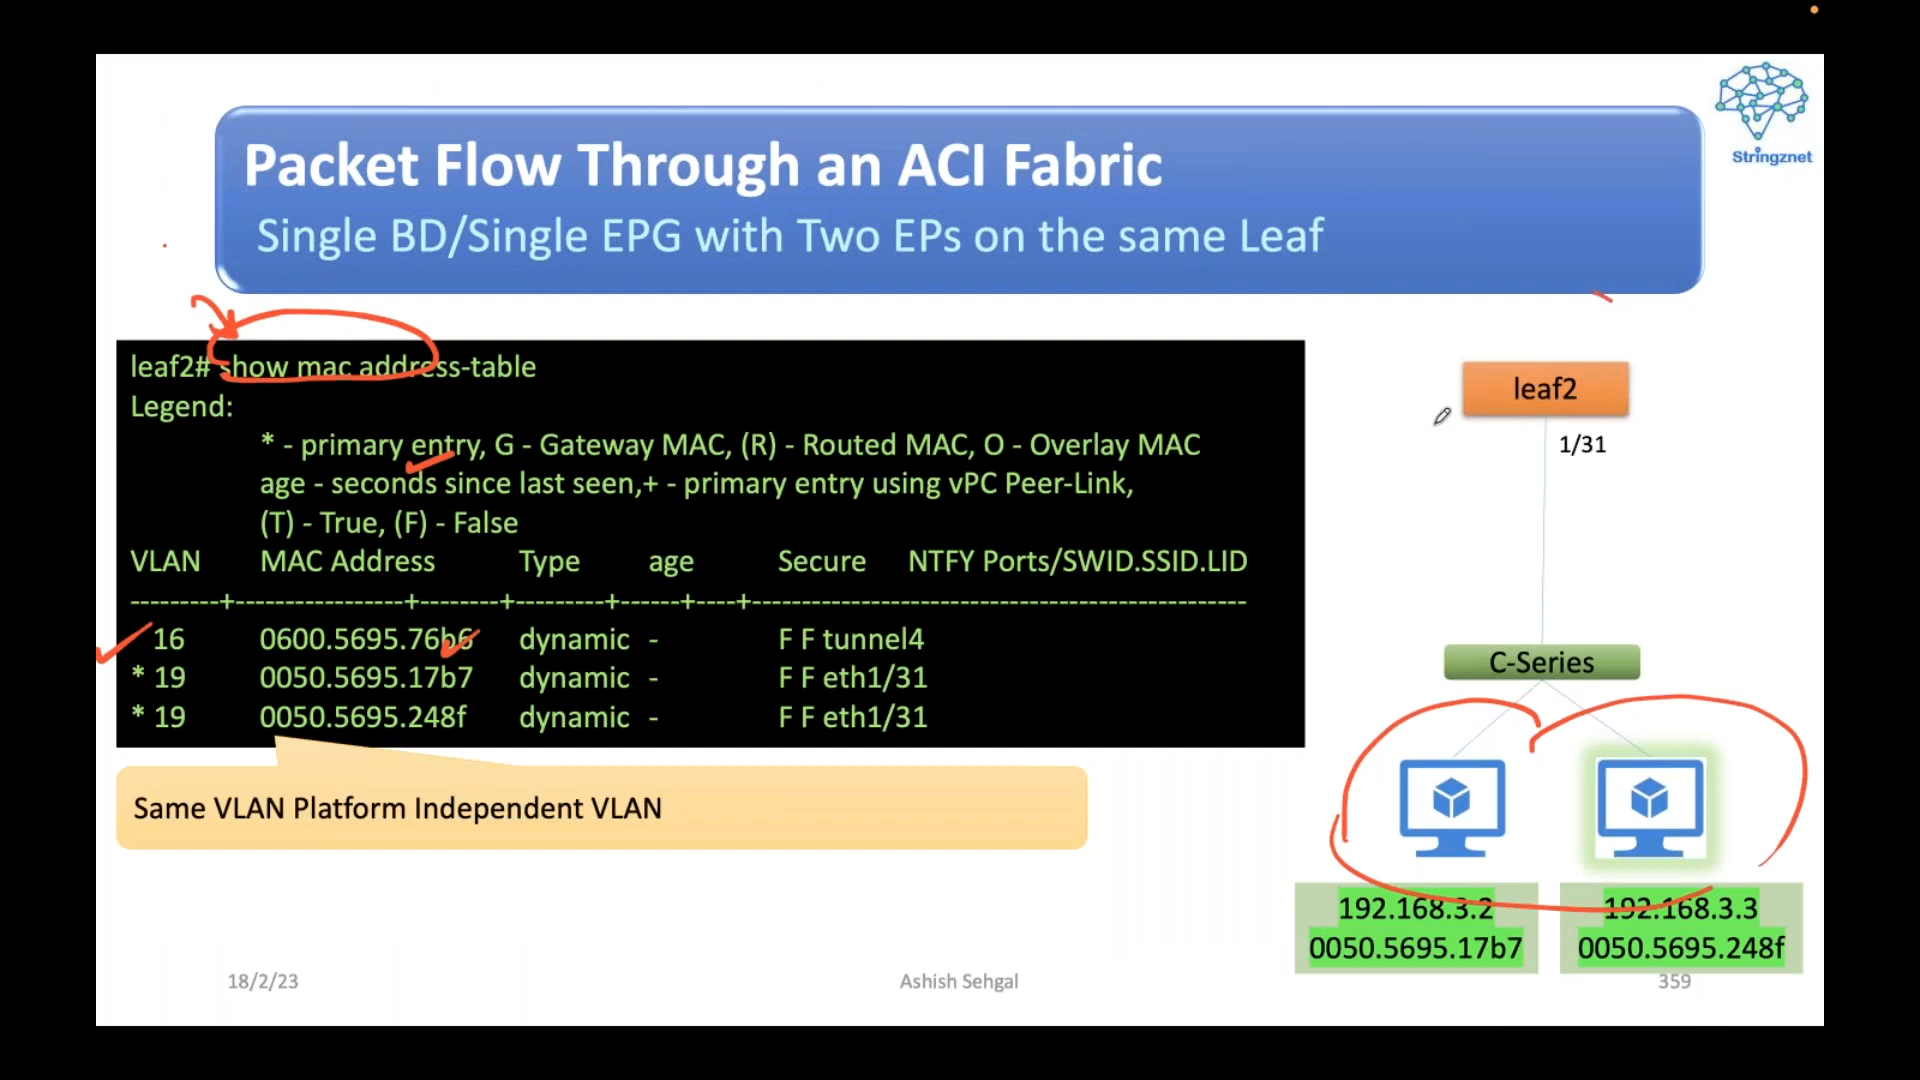 Stringznet
Packet Flow Through an ACI Fabric
Single BD/Single EPG with Two EPs on the same Leaf
leaf2# show mac address-table
Legend:
* - primary entry, G - Gateway MAC, (R) - Routed MAC, O - Overlay MAC
age - seconds since last seen,+ - primary entry using vPC Peer-Link,
(T) - True, (F) - False
VLAN MAC Address Type age Secure NTFY Ports/SWID.SSID.LID
---------+-----------------+--------+---------+------+----+------------------------------------------------
16 0600.5695.76b6 dynamic - F F tunnel4
* 19 0050.5695.17b7 dynamic - F F eth1/31
* 19 0050.5695.248f dynamic - F F eth1/31
Same VLAN Platform Independent VLAN
leaf2
1/31
C-Series
192.168.3.2
0050.5695.17b7
192.168.3.3
0050.5695.248f
18/2/23
Ashish Sehgal
359